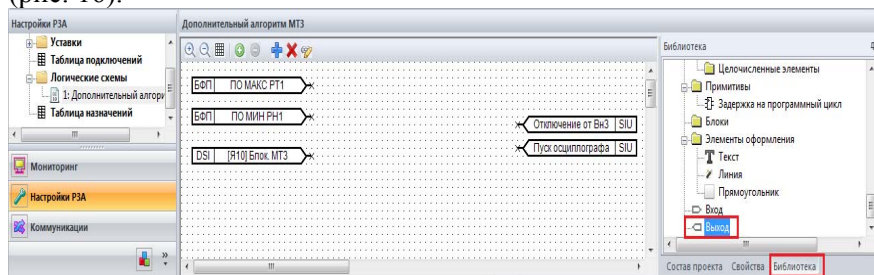 (рис. 16).
Настройки РЗА
Дополнительный алгоритм МТЗ
Уставки
Таблица подключений
Логические схемы
1: Дополнительный алгори
Таблица назначений
Мониторинг
Настройки РЗА
Коммуникации
БФП ПО МАКС РТ1
БФП ПО МИН РН1
DSI [Я10] Блок. МТЗ
Отключение от ВнЗ SIU
Пуск осциллографа SIU
Библиотека
Целочисленные элементы
Примитивы
Задержка на программный цикл
Блоки
Элементы оформления
Текст
Линия
Прямоугольник
Вход
Выход
Состав проекта Свойства Библиотека